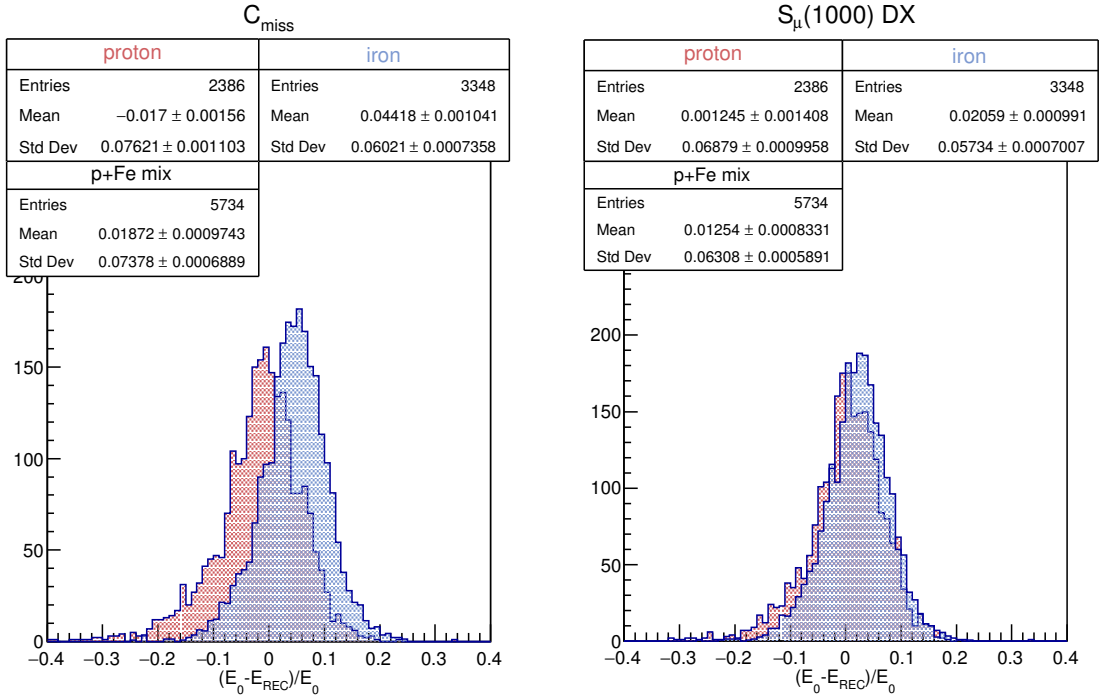 C_miss
proton iron
Entries 2386 Entries 3348
Mean −0.017 ± 0.00156 Mean 0.04418 ± 0.001041
Std Dev 0.07621 ± 0.001103 Std Dev 0.06021 ± 0.0007358
p+Fe mix
Entries 5734
Mean 0.01872 ± 0.0009743
Std Dev 0.07378 ± 0.0006889
200
150
100
50
0
−0.4 −0.3 −0.2 −0.1 0 0.1 0.2 0.3 0.4
(E_0-E_REC)/E_0
S_μ(1000) DX
proton iron
Entries 2386 Entries 3348
Mean 0.001245 ± 0.001408 Mean 0.02059 ± 0.000991
Std Dev 0.06879 ± 0.0009958 Std Dev 0.05734 ± 0.0007007
p+Fe mix
Entries 5734
Mean 0.01254 ± 0.0008331
Std Dev 0.06308 ± 0.0005891
200
150
100
50
0
−0.4 −0.3 −0.2 −0.1 0 0.1 0.2 0.3 0.4
(E_0-E_REC)/E_0